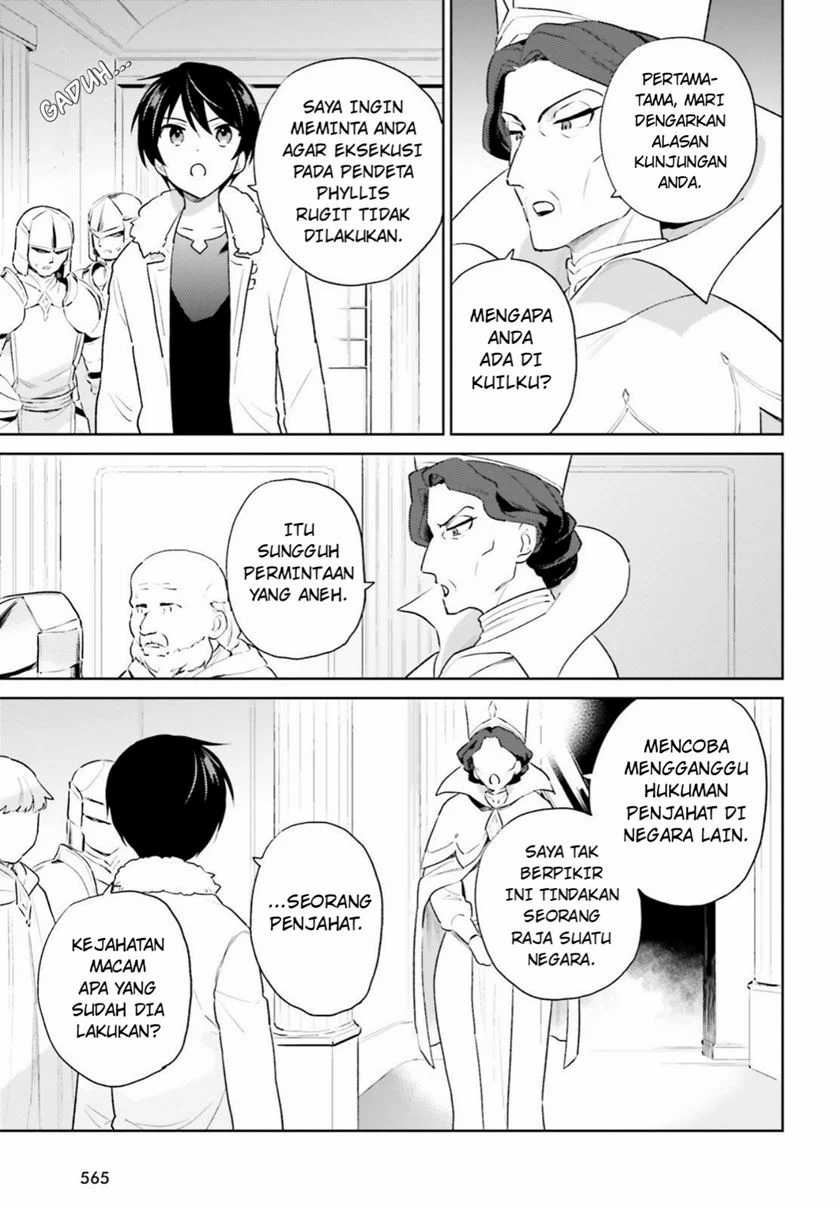 PERTAMA-
TAMA, MARI
DENGARKAN
ALASAN
KUNJUNGAN
ANDA.
MENGAPA
ANDA
ADA DI
KUILKU?
SAYA INGIN
MEMINTA ANDA
AGAR EKSEKUSI
PADA PENDETA
PHYLLIS
RUGIT TIDAK
DILAKUKAN.
GADUH...
ITU
SUNGGUH
PERMINTAAN
YANG ANEH.
MENCOBA
MENGGANGGU
HUKUMAN
PENJAHAT DI
NEGARA LAIN.
SAYA TAK
BERPIKIR
INI TINDAKAN
SEORANG
RAJA SUATU
NEGARA.
...SEORANG
PENJAHAT.
KEJAHATAN
MACAM
APA YANG
SUDAH DIA
LAKUKAN?
565